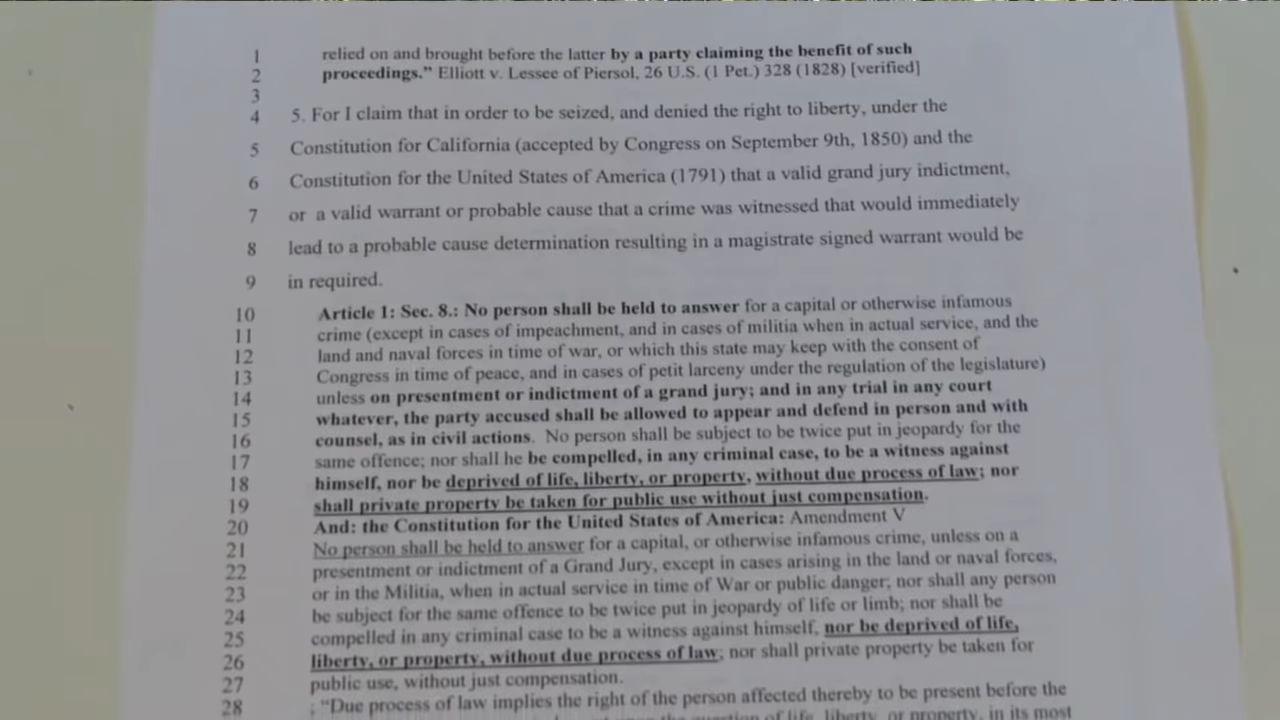 1 relied on and brought before the latter by a party claiming the benefit of such
2 proceedings.” Elliott v. Lessee of Piersol, 26 U.S. (1 Pet.) 328 (1828) [verified]
3
4 5. For I claim that in order to be seized, and denied the right to liberty, under the
5 Constitution for California (accepted by Congress on September 9th, 1850) and the
6 Constitution for the United States of America (1791) that a valid grand jury indictment,
7 or a valid warrant or probable cause that a crime was witnessed that would immediately
8 lead to a probable cause determination resulting in a magistrate signed warrant would be
9 in required.
10 Article 1: Sec. 8.: No person shall be held to answer for a capital or otherwise infamous
11 crime (except in cases of impeachment, and in cases of militia when in actual service, and the
12 land and naval forces in time of war, or which this state may keep with the consent of
13 Congress in time of peace, and in cases of petit larceny under the regulation of the legislature)
14 unless on presentment or indictment of a grand jury; and in any trial in any court
15 whatever, the party accused shall be allowed to appear and defend in person and with
16 counsel, as in civil actions. No person shall be subject to be twice put in jeopardy for the
17 same offence; nor shall he be compelled, in any criminal case, to be a witness against
18 himself, nor be deprived of life, liberty, or property, without due process of law; nor
19 shall private property be taken for public use without just compensation.
20 And: the Constitution for the United States of America: Amendment V
21 No person shall be held to answer for a capital, or otherwise infamous crime, unless on a
22 presentment or indictment of a Grand Jury, except in cases arising in the land or naval forces,
23 or in the Militia, when in actual service in time of War or public danger; nor shall any person
24 be subject for the same offence to be twice put in jeopardy of life or limb; nor shall be
25 compelled in any criminal case to be a witness against himself, nor be deprived of life,
26 liberty, or property, without due process of law; nor shall private property be taken for
27 public use, without just compensation.
28 ; “Due process of law implies the right of the person affected thereby to be present before the
question of life, liberty, or property, in its most